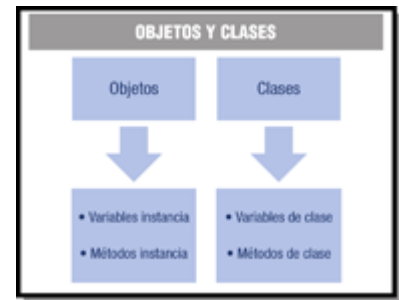 OBJETOS Y CLASES
Objetos
Clases
• Variables instancia
• Métodos instancia
• Variables de clase
• Métodos de clase